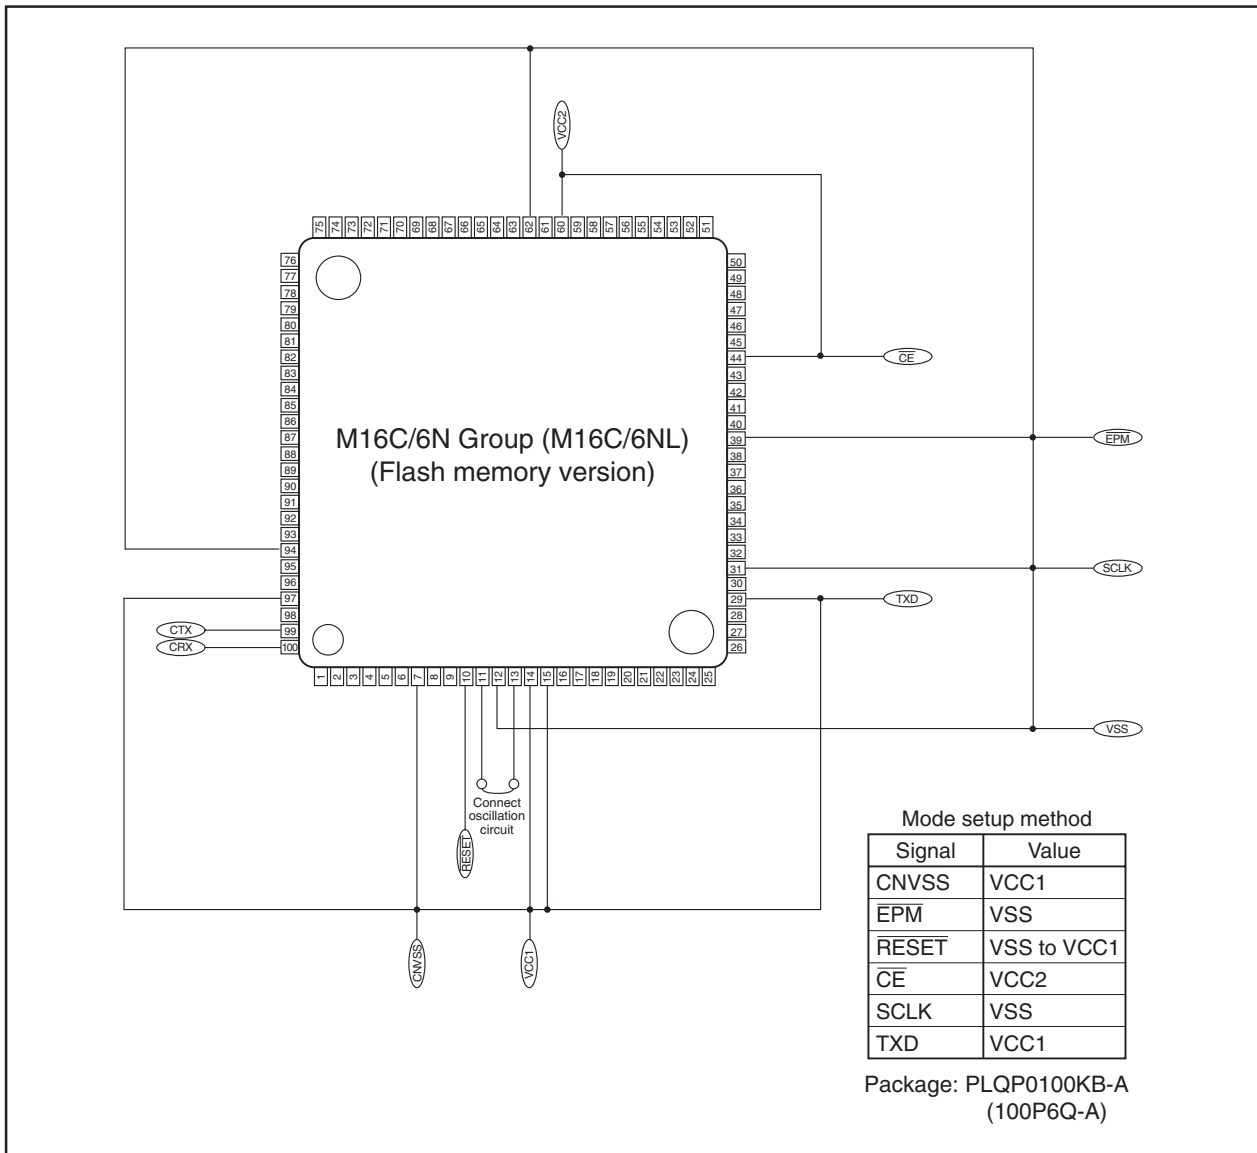 VCC2
75 74 73 72 71 70 69 68 67 66 65 64 63 62 61 60 59 58 57 56 55 54 53 52 51
76
77
78
79
80
81
82
83
84
85
86
87
88
89
90
91
92
93
94
95
96
97
98
99
100
CTX
CRX
M16C/6N Group (M16C/6NL)
(Flash memory version)
50
49
48
47
46
45
44
43
42
41
40
39
38
37
36
35
34
33
32
31
30
29
28
27
26
C̅E̅
E̅P̅M̅
SCLK
TXD
VSS
1 2 3 4 5 6 7 8 9 10 11 12 13 14 15 16 17 18 19 20 21 22 23 24 25
Connect
oscillation
circuit
R̅E̅S̅E̅T̅
CNVSS
VCC1
Mode setup method
Signal Value
CNVSS VCC1
E̅P̅M̅ VSS
R̅E̅S̅E̅T̅ VSS to VCC1
C̅E̅ VCC2
SCLK VSS
TXD VCC1
Package: PLQP0100KB-A
(100P6Q-A)